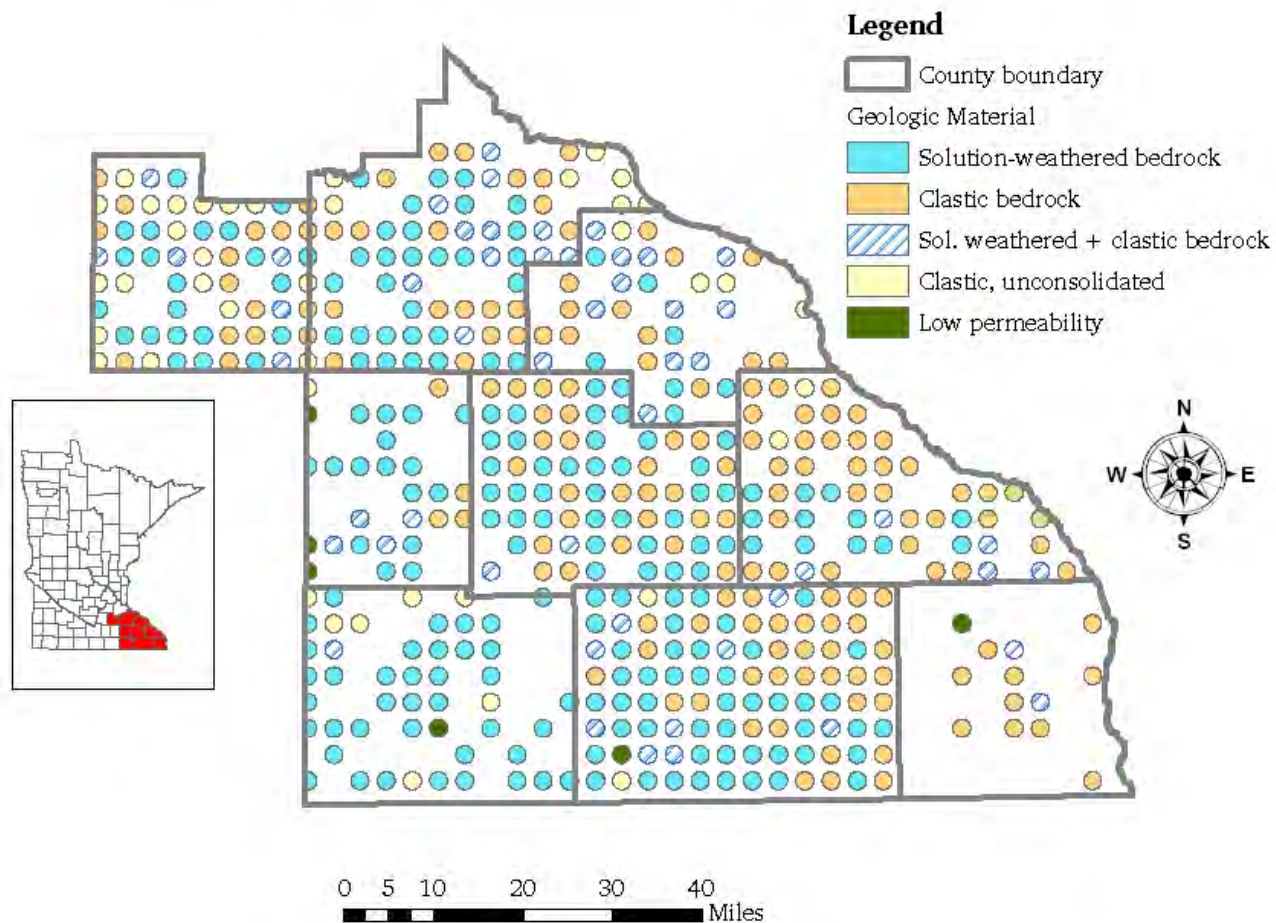 Legend
County boundary
Geologic Material
Solution-weathered bedrock
Clastic bedrock
Sol. weathered + clastic bedrock
Clastic, unconsolidated
Low permeability
N
W E
S
0 5 10 20 30 40
Miles